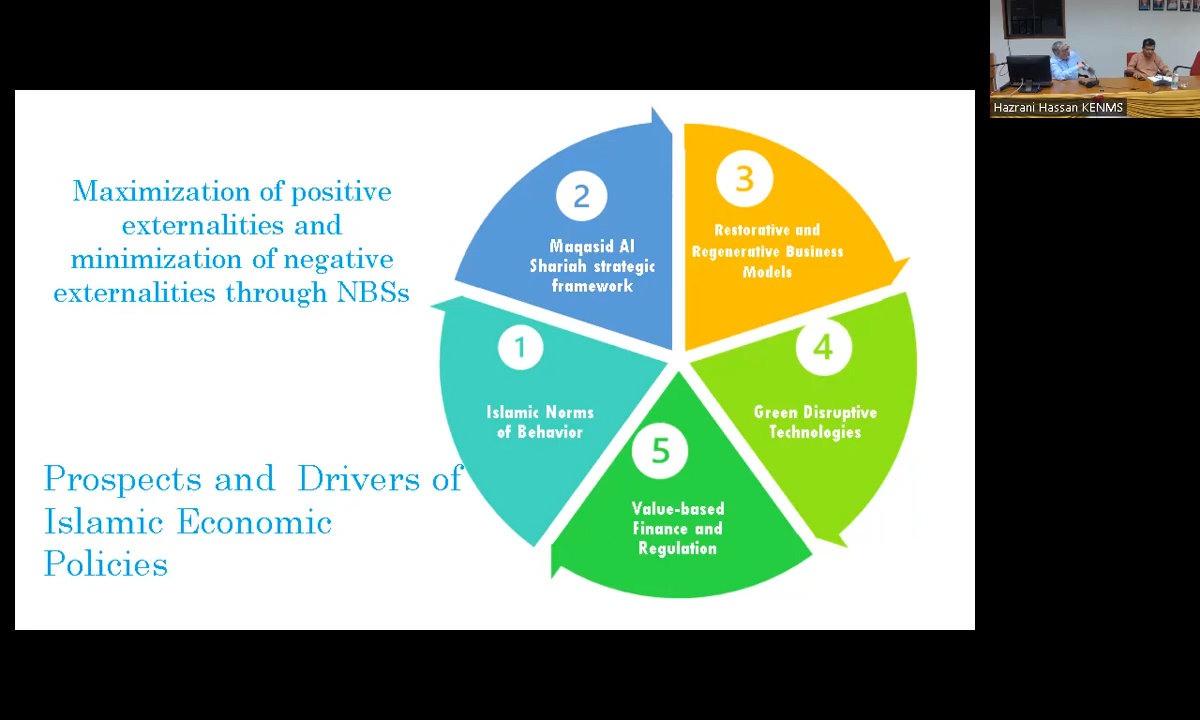 Maximization of positive
externalities and
minimization of negative
externalities through NBSs
Prospects and Drivers of
Islamic Economic
Policies
1
Islamic Norms
of Behavior
2
Maqasid Al
Shariah strategic
framework
3
Restorative and
Regenerative Business
Models
4
Green Disruptive
Technologies
5
Value-based
Finance and
Regulation
Hazrani Hassan KENMS